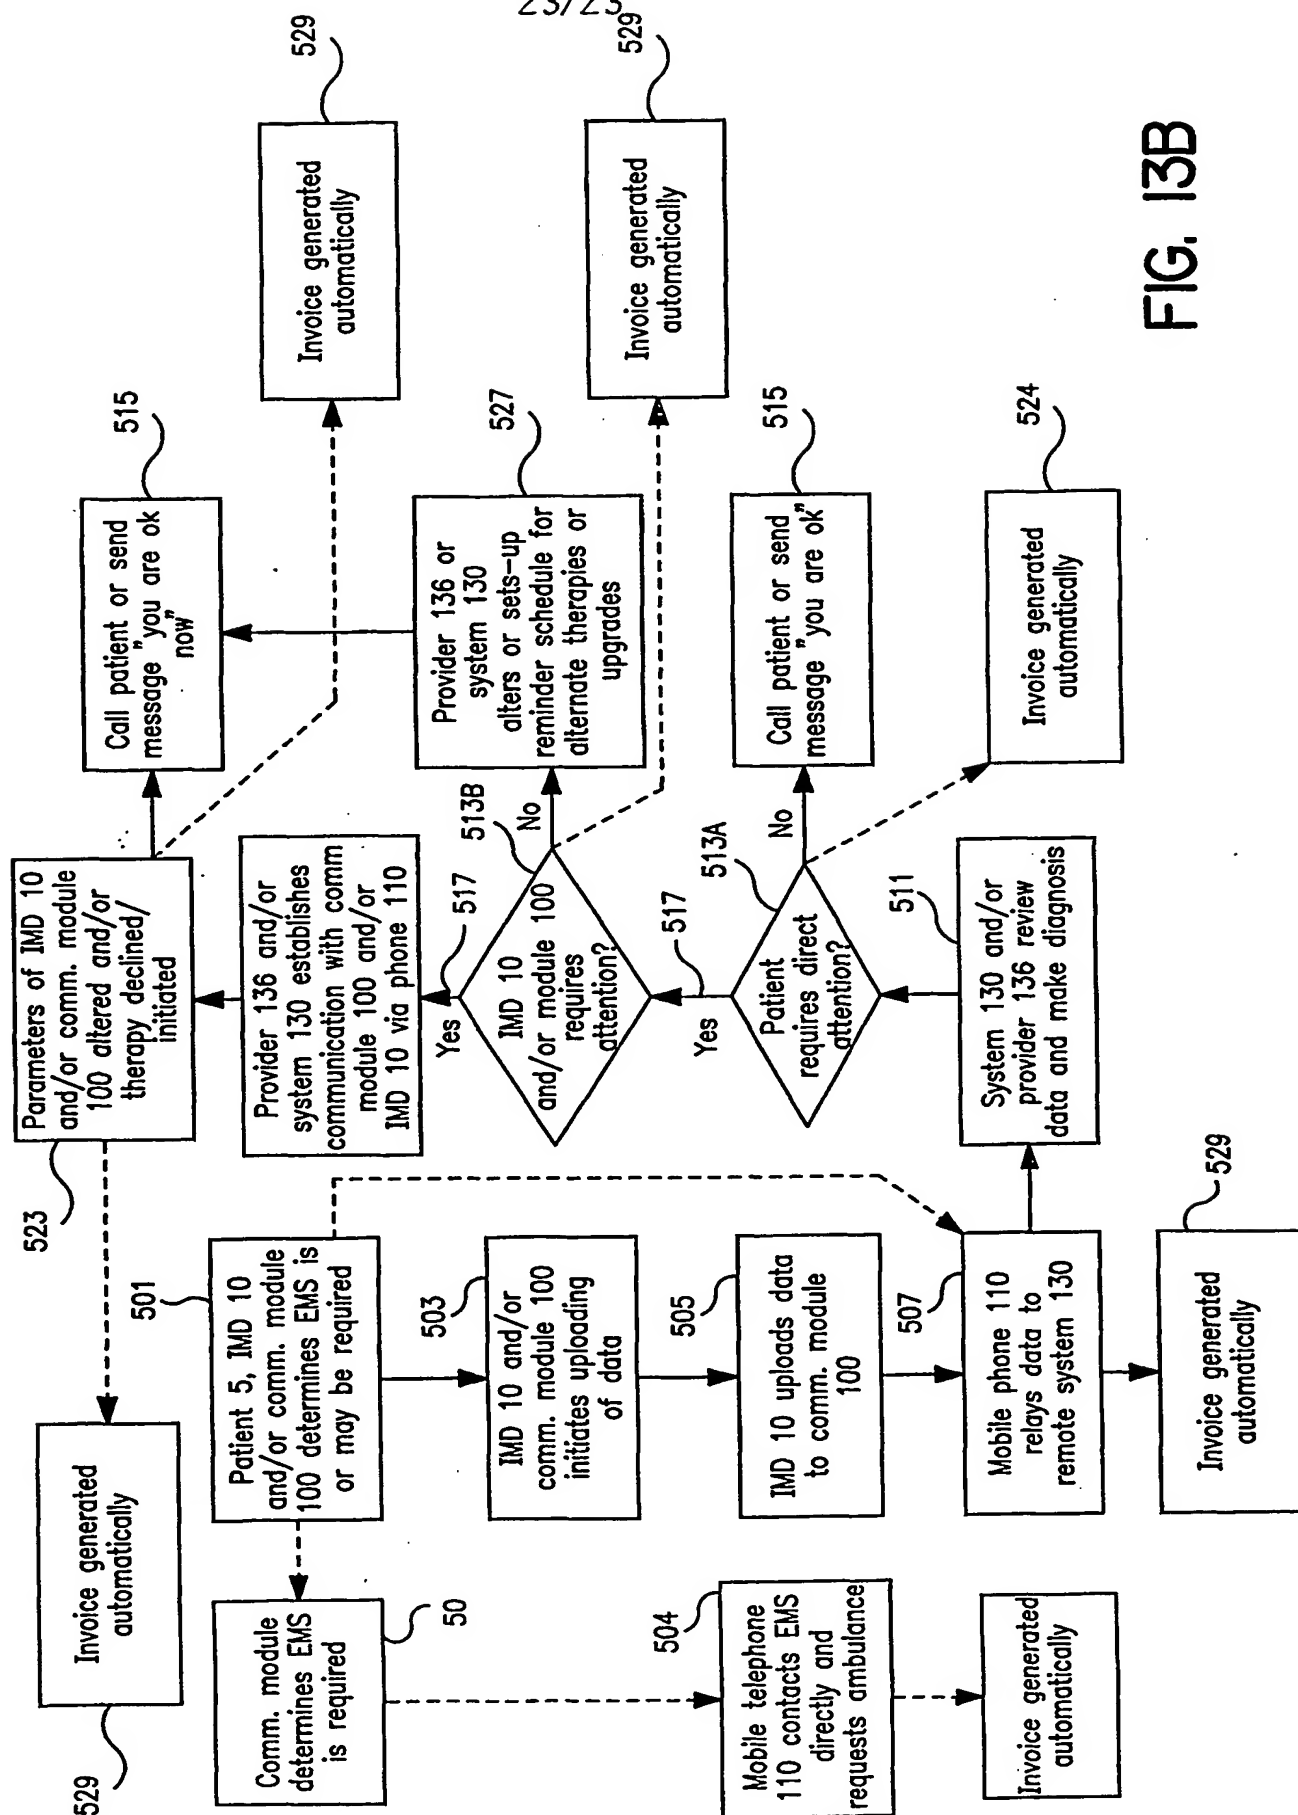 23/23
529
Invoice generated
automatically
529
Parameters of IMD 10
and/or comm. module
100 altered and/or
therapy declined/
initiated
523
Call patient or send
message "you are ok
now"
515
Invoice generated
automatically
529
Provider 136 and/or
system 130 establishes
communication with comm
module 100 and/or
IMD 10 via phone 110
517
Yes
IMD 10
and/or module 100
requires
attention?
513B
No
Provider 136 or
system 130
alters or sets-up
reminder schedule for
alternate therapies or
upgrades
527
Invoice generated
automatically
529
Comm. module
determines EMS
is required
50
Patient 5, IMD 10
and/or comm. module
100 determines EMS is
or may be required
501
IMD 10 and/or
comm. module 100
initiates uploading
of data
503
IMD 10 uploads data
to comm. module
100
505
Mobile phone 110
relays data to
remote system 130
507
Invoice generated
automatically
529
Mobile telephone
110 contacts EMS
directly and
requests ambulance
504
Invoice generated
automatically
Yes
517
Patient
requires direct
attention?
513A
No
Call patient or send
message "you are ok"
515
Invoice generated
automatically
524
System 130 and/or
provider 136 review
data and make diagnosis
511
FIG. 13B